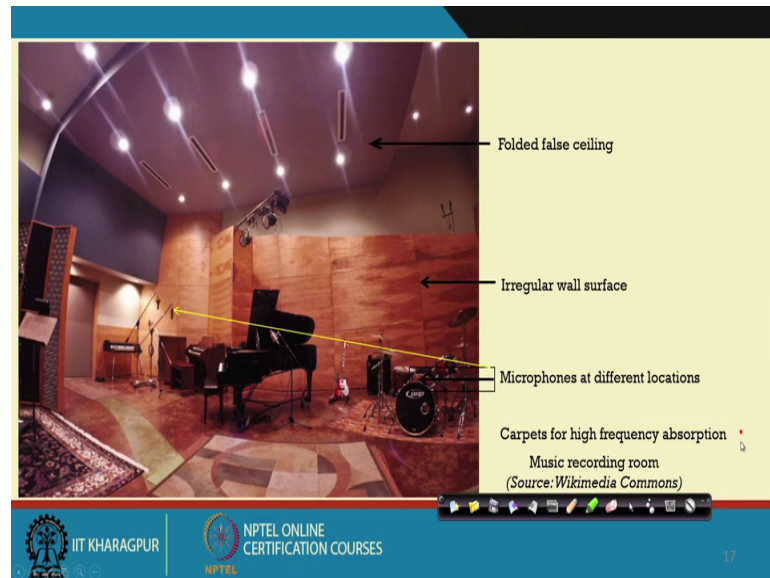 Folded false ceiling
Irregular wall surface
Microphones at different locations
Carpets for high frequency absorption
Music recording room
(Source: Wikimedia Commons)
pdp
IIT KHARAGPUR
NPTEL
NPTEL ONLINE
CERTIFICATION COURSES
17